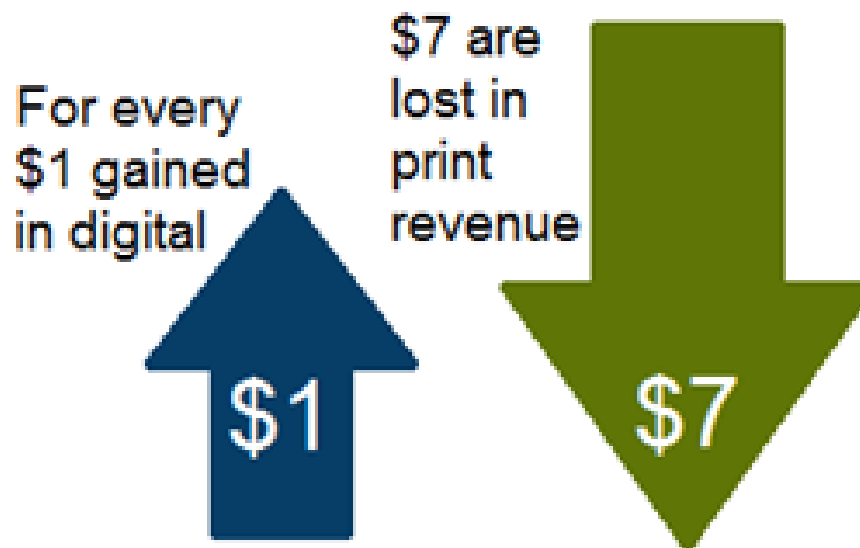 For every
$1 gained
in digital
$1
$7 are
lost in
print
revenue
$7